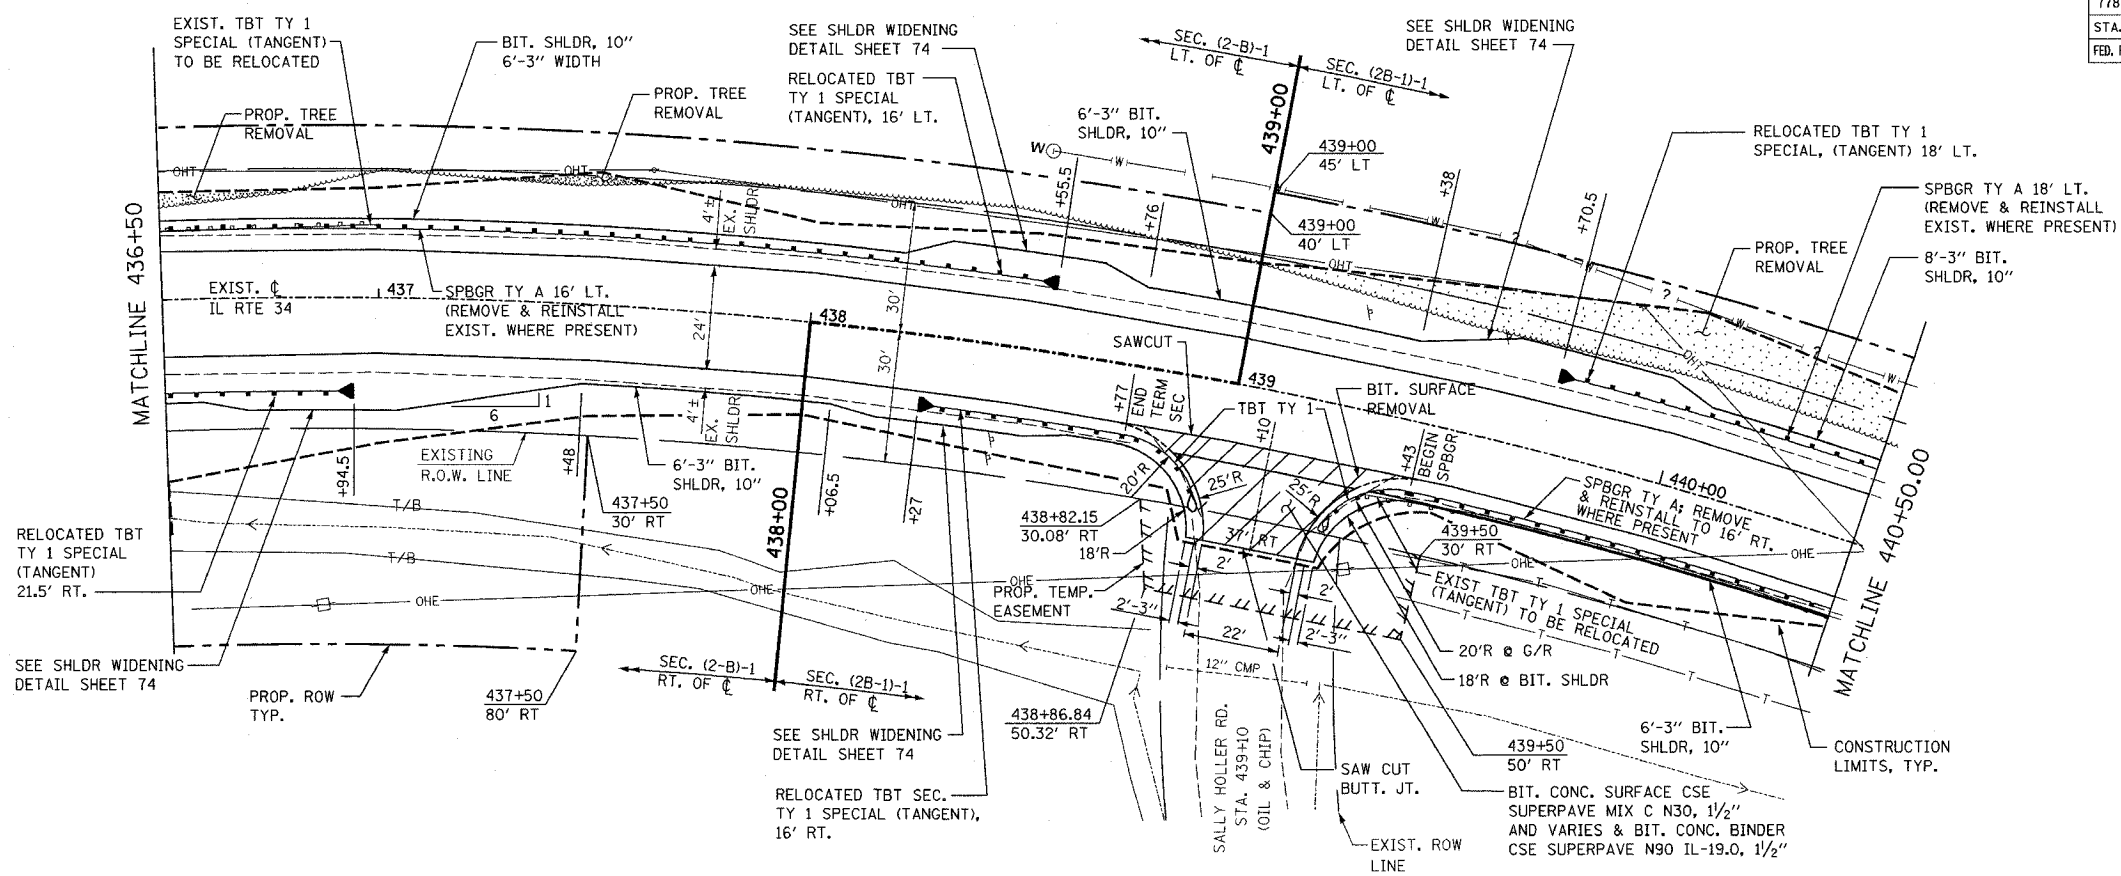 778
STA.
FED.
EXIST. TBT TY 1
SPECIAL (TANGENT)
TO BE RELOCATED
BIT. SHLDR, 10"
6'-3" WIDTH
PROP. TREE
REMOVAL
PROP. TREE
REMOVAL
SEE SHLDR WIDENING
DETAIL SHEET 74
RELOCATED TBT
TY 1 SPECIAL
(TANGENT), 16' LT.
SEC. (2-B)-1
LT. OF ℄
SEC. (2B-1)-1
LT. OF ℄
SEE SHLDR WIDENING
DETAIL SHEET 74
6'-3" BIT.
SHLDR, 10"
439+00
439+00
45' LT
439+00
40' LT
RELOCATED TBT TY 1
SPECIAL, (TANGENT) 18' LT.
SPBGR TY A 18' LT.
(REMOVE & REINSTALL
EXIST. WHERE PRESENT)
PROP. TREE
REMOVAL
8'-3" BIT.
SHLDR, 10"
W
W
W
W
W
W
W
?
?
?
OHT
OHT
OHT
OHT
OHT
+55.5
+76
+38
+70.5
4'±
EX.
SHLDR
MATCHLINE 436+50
EXIST. ℄
IL RTE 34
437
SPBGR TY A 16' LT.
(REMOVE & REINSTALL
EXIST. WHERE PRESENT)
24'
30'
30'
438
439
440+00
SAWCUT
BIT. SURFACE
REMOVAL
TBT TY 1
+77
END
TERM
SEC
+10
+43
BEGIN
SPBGR
SPBGR TY A; REMOVE
& REINSTALL TO 16' RT.
WHERE PRESENT
MATCHLINE 440+50.00
1
6
4'±
EX.
SHLDR
EXISTING
R.O.W. LINE
+94.5
+48
437+50
30' RT
6'-3" BIT.
SHLDR, 10"
438+00
+06.5
+27
20'R
25'R
25'R
438+82.15
30.08' RT
18'R
37' RT
439+50
30' RT
2'
2'
PROP. TEMP.
EASEMENT
2'-3"
22'
2'-3"
EXIST TBT TY 1 SPECIAL
(TANGENT) TO BE RELOCATED
20'R @ G/R
18'R @ BIT. SHLDR
RELOCATED TBT
TY 1 SPECIAL
(TANGENT)
21.5' RT.
T/B
T/B
OHE
OHE
OHE
OHE
OHE
T
T
T
T
T
T
T
T
SEE SHLDR WIDENING
DETAIL SHEET 74
PROP. ROW
TYP.
437+50
80' RT
SEC. (2-B)-1
RT. OF ℄
SEC. (2B-1)-1
RT. OF ℄
12" CMP
438+86.84
50.32' RT
SEE SHLDR WIDENING
DETAIL SHEET 74
RELOCATED TBT SEC.
TY 1 SPECIAL (TANGENT),
16' RT.
SALLY HOLLER RD.
STA. 439+10
(OIL & CHIP)
SAW CUT
BUTT. JT.
EXIST. ROW
LINE
439+50
50' RT
6'-3" BIT.
SHLDR, 10"
CONSTRUCTION
LIMITS, TYP.
BIT. CONC. SURFACE CSE
SUPERPAVE MIX C N30, 1½"
AND VARIES & BIT. CONC. BINDER
CSE SUPERPAVE N90 IL-19.0, 1½"